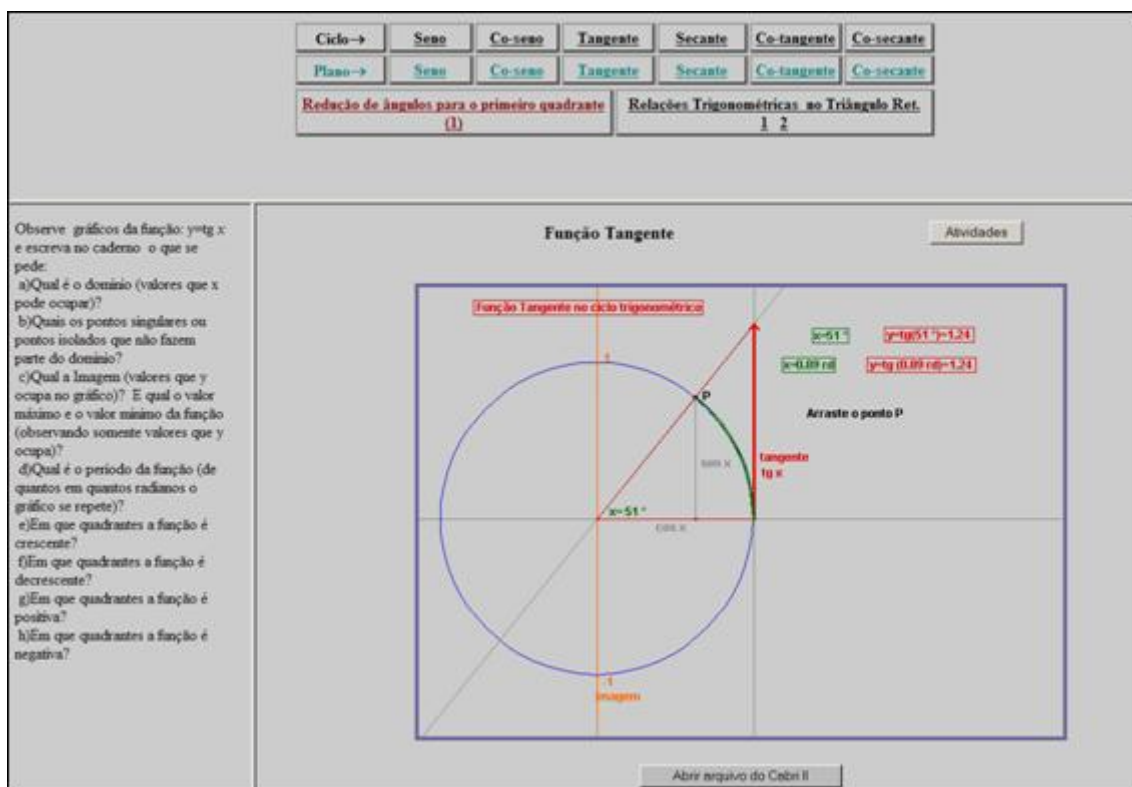 Ciclo→ Seno Co-seno Tangente Secante Co-tangente Co-secante
Plano→ Seno Co-seno Tangente Secante Co-tangente Co-secante
Redução de ângulos para o primeiro quadrante
(1)
Relações Trigonométricas no Triângulo Ret.
1 2
Observe gráficos da função: y=tg x
e escreva no caderno o que se
pede:
a)Qual é o domínio (valores que x
pode ocupar)?
b)Quais os pontos singulares ou
pontos isolados que não fazem
parte do domínio?
c)Qual a Imagem (valores que y
ocupa no gráfico)? E qual o valor
máximo e o valor mínimo da função
(observando somente valores que y
ocupa)?
d)Qual é o período da função (de
quantos em quantos radianos o
gráfico se repete)?
e)Em que quadrantes a função é
crescente?
f)Em que quadrantes a função é
decrescente?
g)Em que quadrantes a função é
positiva?
h)Em que quadrantes a função é
negativa?
Função Tangente
Atividades
Função Tangente no ciclo trigonométrico
x=51 °
y=tg(51 °)=1.24
x=0.89 rd
y=tg (0.89 rd)=1.24
Arraste o ponto P
1
P
sen x
tangente
tg x
x=51 °
cos x
-1
imagem
Abrir arquivo do Cabri II